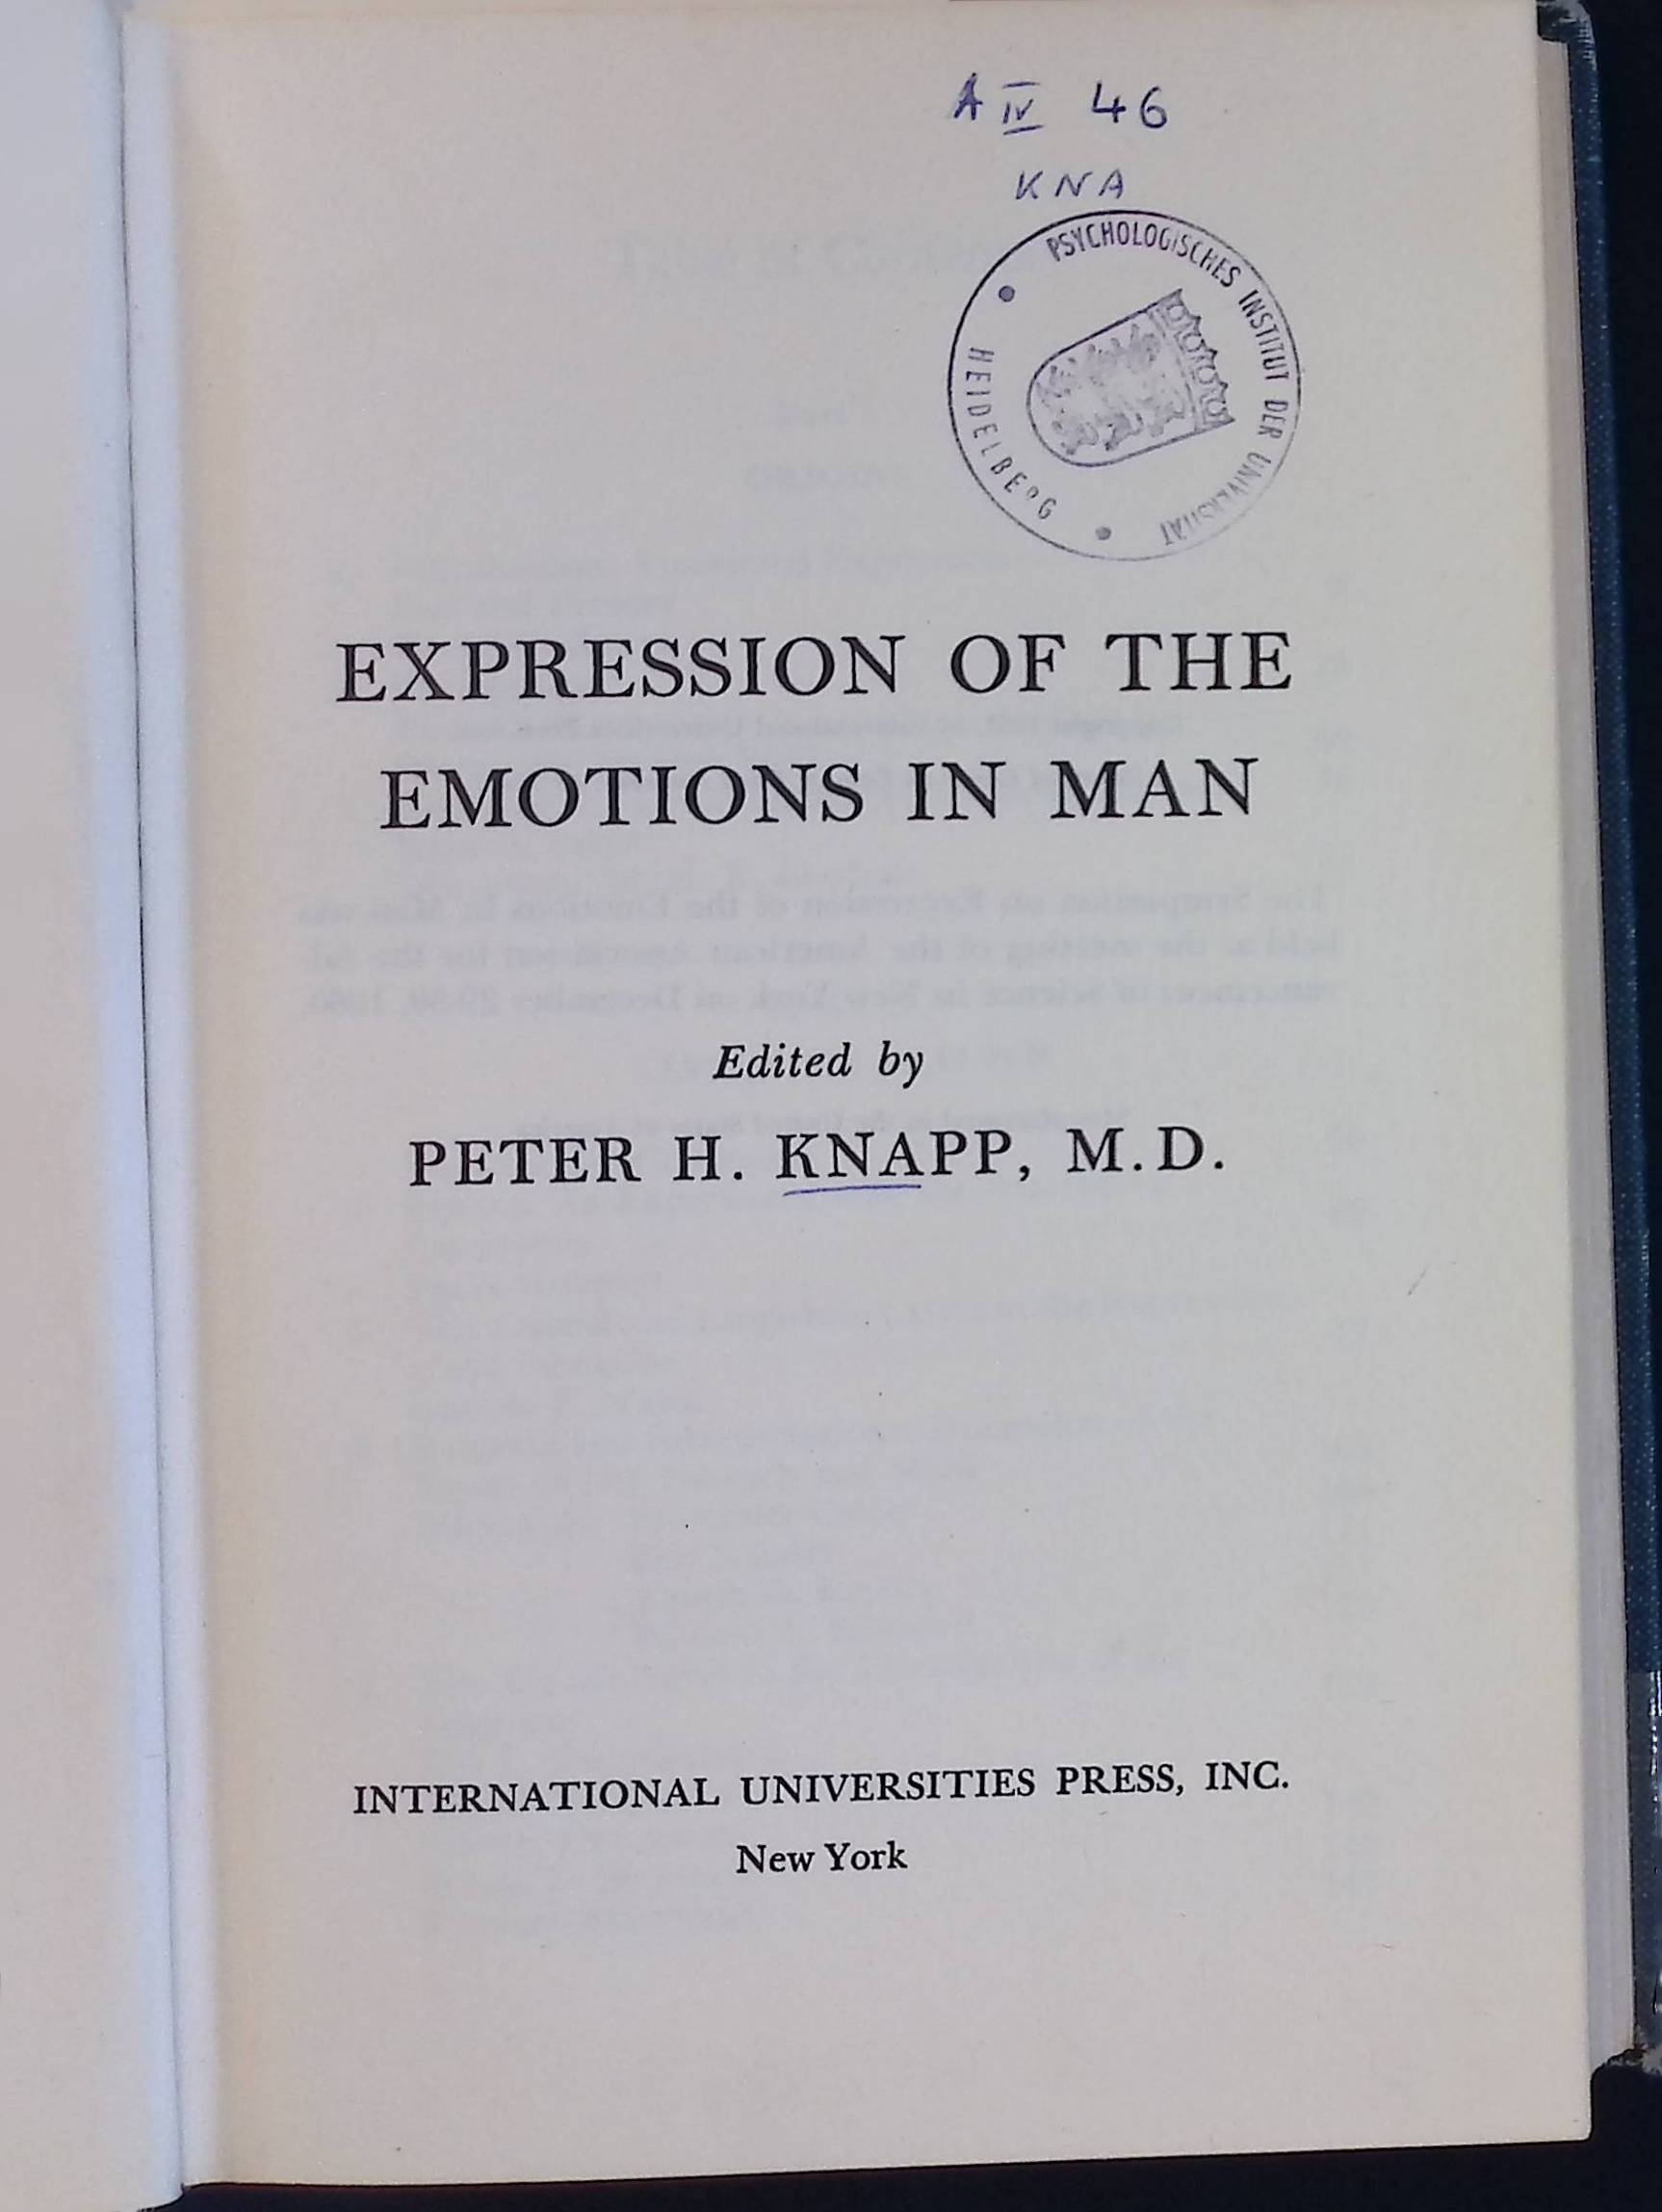 A IV 46
KNA
PSYCHOLOGISCHES INSTITUT DER UNIVERSITÄT
HEIDELBERG
EXPRESSION OF THE
EMOTIONS IN MAN
Edited by
PETER H. KNAPP, M.D.
INTERNATIONAL UNIVERSITIES PRESS, INC.
New York